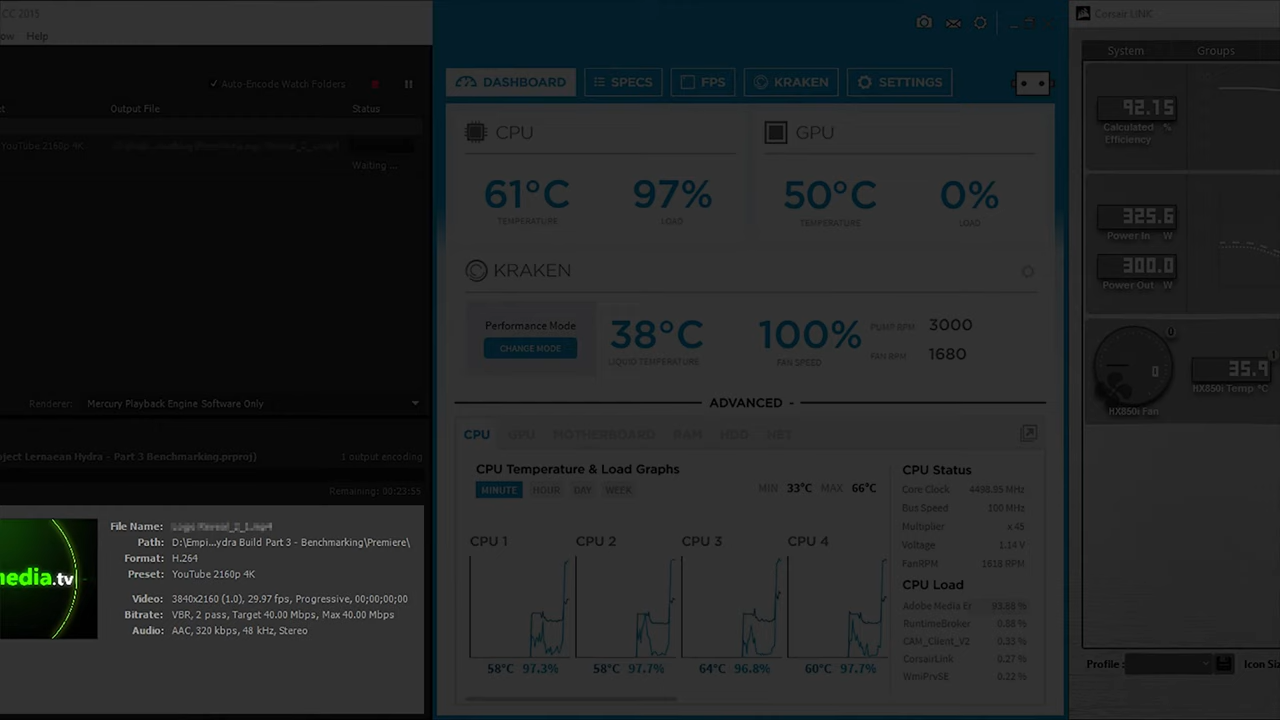 CC 2015
ow Help
Auto-Encode Watch Folders
Output File Status
YouTube 2160p 4K
Waiting ...
Renderer: Mercury Playback Engine Software Only
oject Lernaean Hydra - Part 3 Benchmarking.prproj) 1 output encoding
Remaining: 00:23:55
media.tv
File Name:
Path: D:\Empi...ydra Build Part 3 - Benchmarking\Premiere\
Format: H.264
Preset: YouTube 2160p 4K
Video: 3840x2160 (1.0), 29.97 fps, Progressive, 00;00;00;00
Bitrate: VBR, 2 pass, Target 40.00 Mbps, Max 40.00 Mbps
Audio: AAC, 320 kbps, 48 kHz, Stereo
DASHBOARD SPECS FPS KRAKEN SETTINGS
CPU
61°C 97%
TEMPERATURE LOAD
GPU
50°C 0%
TEMPERATURE LOAD
KRAKEN
Performance Mode
CHANGE MODE
38°C
LIQUID TEMPERATURE
100%
FAN SPEED
PUMP RPM 3000
FAN RPM 1680
ADVANCED -
CPU GPU MOTHERBOARD RAM HDD NET
CPU Temperature & Load Graphs
MINUTE HOUR DAY WEEK
MIN 33°C MAX 66°C
CPU 1 CPU 2 CPU 3 CPU 4
58°C 97.3% 58°C 97.7% 64°C 96.8% 60°C 97.7%
CPU Status
Core Clock 4498.95 MHz
Bus Speed 100 MHz
Multiplier x 45
Voltage 1.14 V
FanRPM 1618 RPM
CPU Load
Adobe Media Er 93.88 %
RuntimeBroker 0.88 %
CAM_Client_V2 0.33 %
CorsairLink 0.27 %
WmiPrvSE 0.22 %
Corsair LINK
System Groups
92.15
Calculated %
Efficiency
325.6
Power In W
300.0
Power Out W
0
0
HX850i Fan
35.9
HX850i Temp °C
Profile: Icon Siz